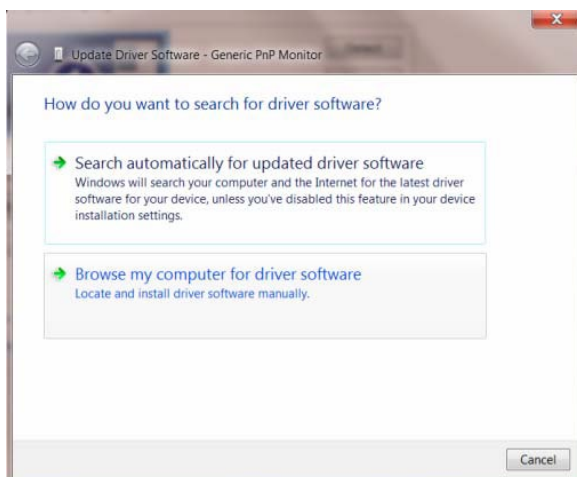 Update Driver Software - Generic PnP Monitor
How do you want to search for driver software?
Search automatically for updated driver software
Windows will search your computer and the Internet for the latest driver
software for your device, unless you've disabled this feature in your device
installation settings.
Browse my computer for driver software
Locate and install driver software manually.
Cancel